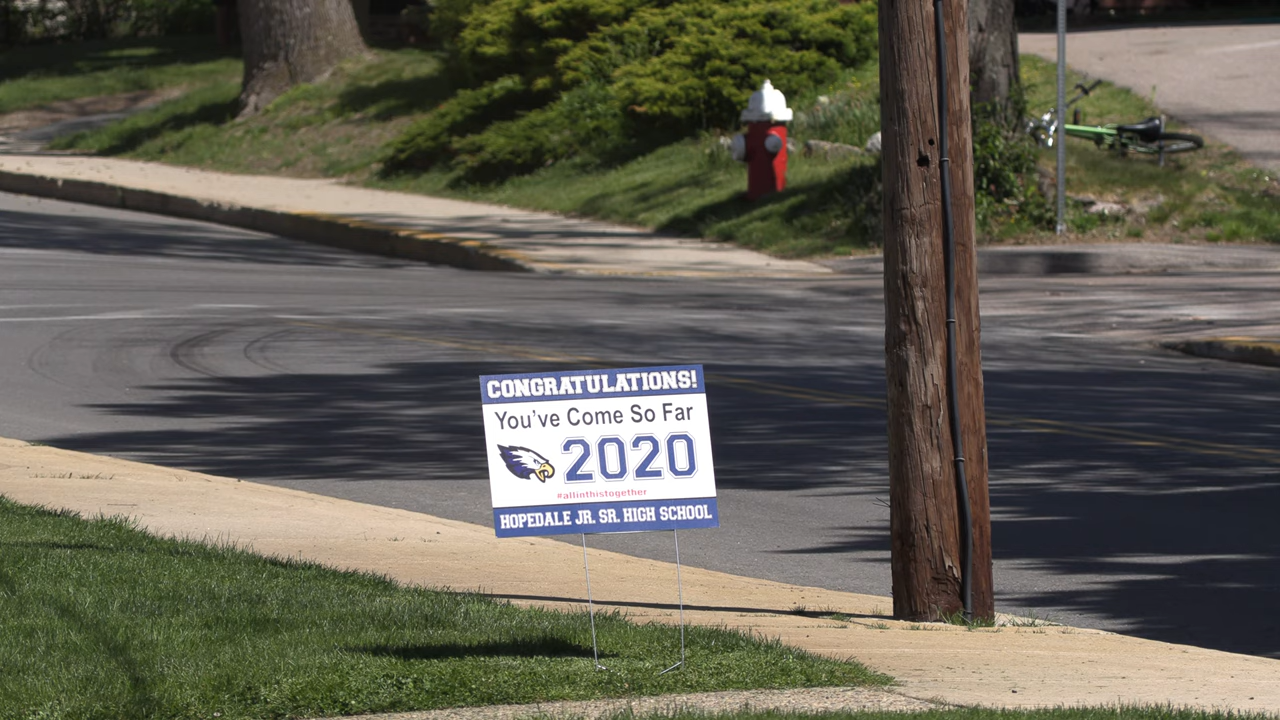 CONGRATULATIONS!
You've Come So Far
2020
#allinthistogether
HOPEDALE JR. SR. HIGH SCHOOL